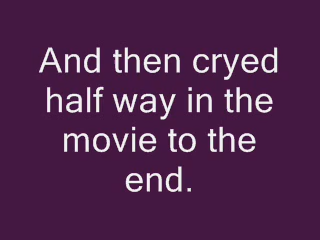 And then cryed
half way in the
movie to the
end.